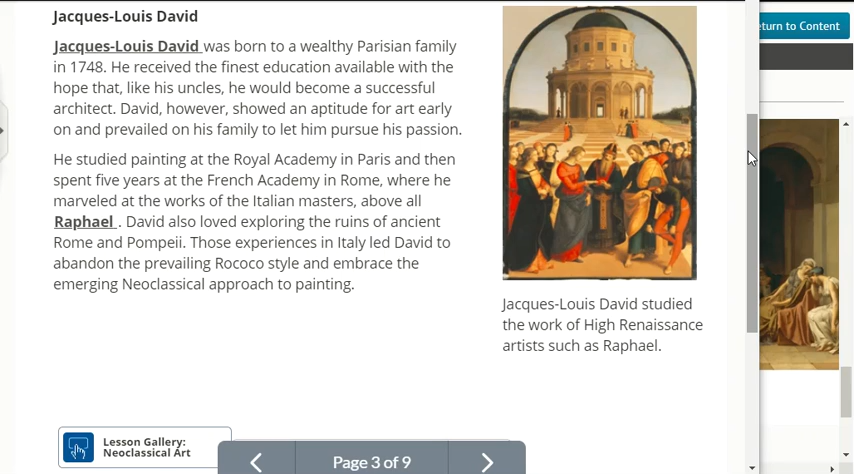 Jacques-Louis David
Jacques-Louis David was born to a wealthy Parisian family
in 1748. He received the finest education available with the
hope that, like his uncles, he would become a successful
architect. David, however, showed an aptitude for art early
on and prevailed on his family to let him pursue his passion.
He studied painting at the Royal Academy in Paris and then
spent five years at the French Academy in Rome, where he
marveled at the works of the Italian masters, above all
Raphael . David also loved exploring the ruins of ancient
Rome and Pompeii. Those experiences in Italy led David to
abandon the prevailing Rococo style and embrace the
emerging Neoclassical approach to painting.
Jacques-Louis David studied
the work of High Renaissance
artists such as Raphael.
eturn to Content
Lesson Gallery:
Neoclassical Art
Page 3 of 9